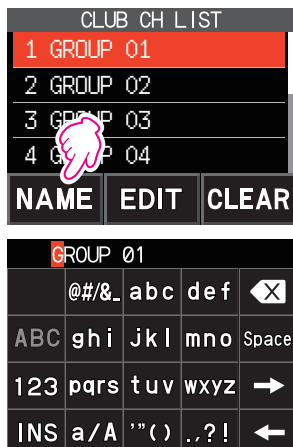 CLUB CH LIST
1 GROUP 01
2 GROUP 02
3 GROUP 03
4 GROUP 04
NAME EDIT CLEAR
GROUP 01
@#/&_ abc def X
ABC ghi jkl mno Space
123 pqrs tuv wxyz →
INS a/A '"() .,?! ←